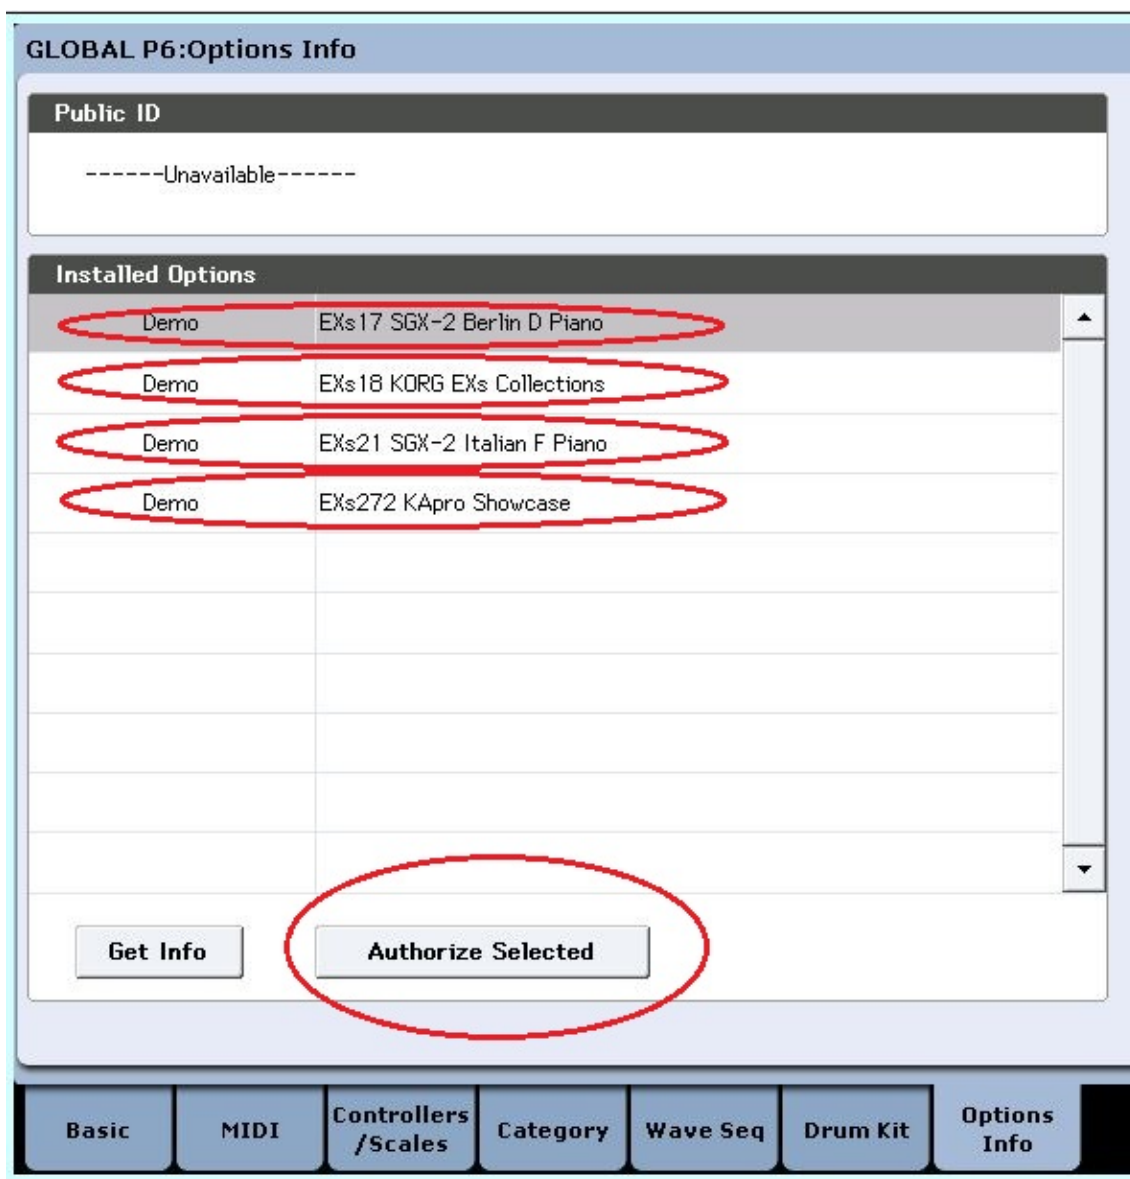 GLOBAL P6:Options Info
Public ID
------Unavailable------
Installed Options
Demo EXs17 SGX-2 Berlin D Piano
Demo EXs18 KORG EXs Collections
Demo EXs21 SGX-2 Italian F Piano
Demo EXs272 KApro Showcase
Get Info Authorize Selected
Basic MIDI Controllers /Scales Category Wave Seq Drum Kit Options Info